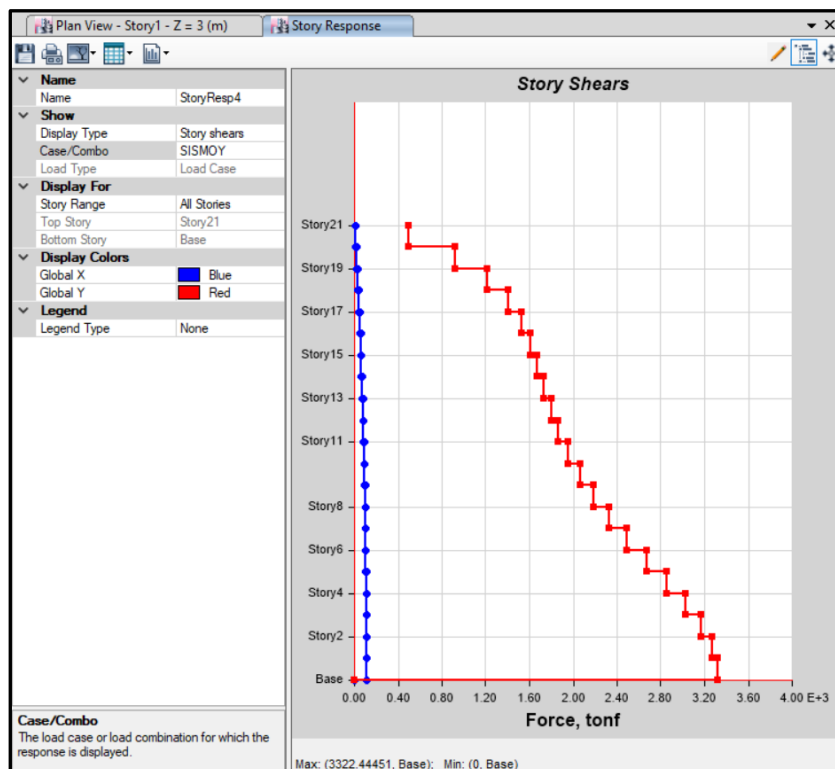 Plan View - Story1 - Z = 3 (m)
Story Response
Name
Name StoryResp4
Show
Display Type Story shears
Case/Combo SISMOY
Load Type Load Case
Display For
Story Range All Stories
Top Story Story21
Bottom Story Base
Display Colors
Global X Blue
Global Y Red
Legend
Legend Type None
Case/Combo
The load case or load combination for which the
response is displayed.
Story Shears
Story21
Story19
Story17
Story15
Story13
Story11
Story8
Story6
Story4
Story2
Base
0.00 0.40 0.80 1.20 1.60 2.00 2.40 2.80 3.20 3.60 4.00 E+3
Force, tonf
Max: (3322.44451, Base); Min: (0, Base)